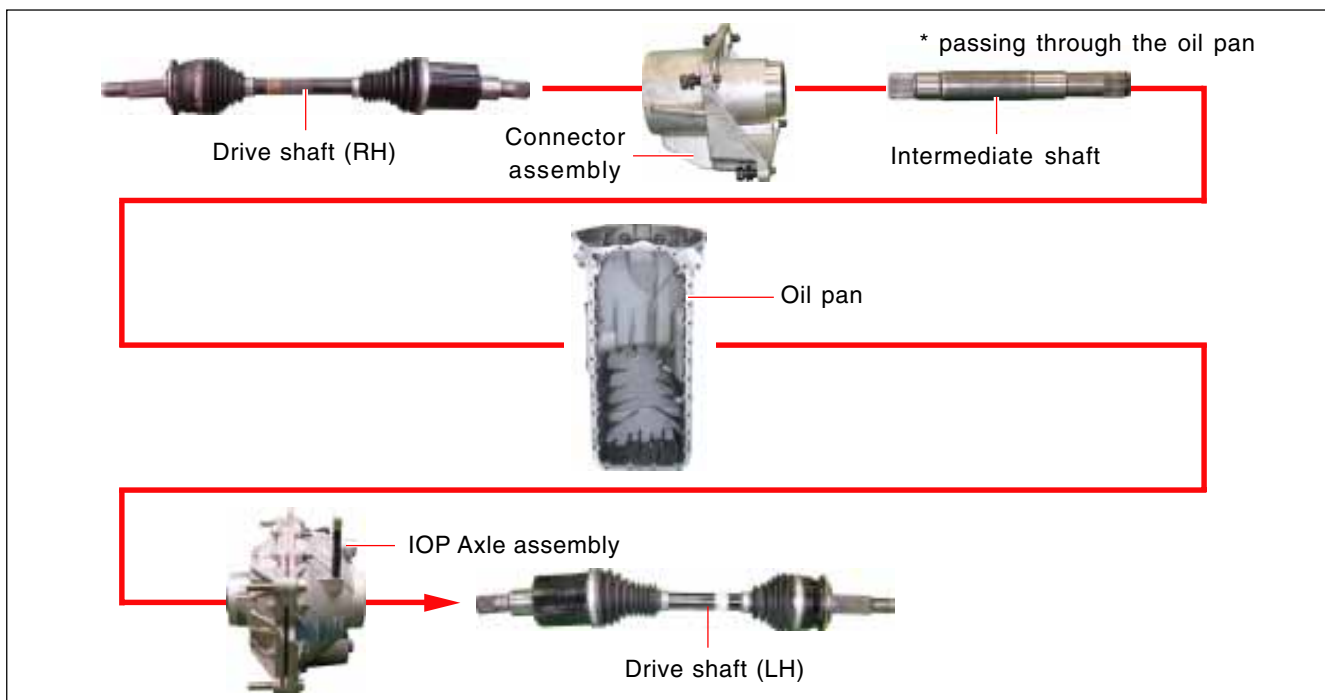 * passing through the oil pan
Drive shaft (RH)
Connector
assembly
Intermediate shaft
Oil pan
IOP Axle assembly
Drive shaft (LH)